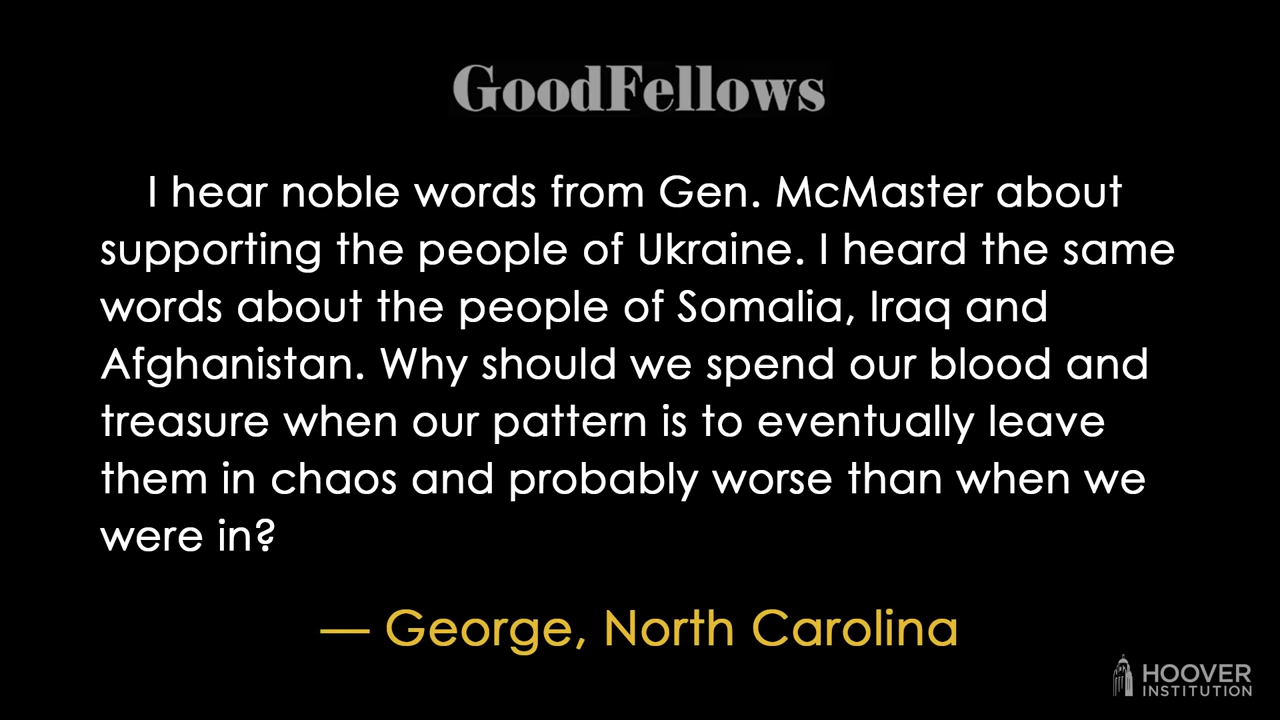 GoodFellows
I hear noble words from Gen. McMaster about
supporting the people of Ukraine. I heard the same
words about the people of Somalia, Iraq and
Afghanistan. Why should we spend our blood and
treasure when our pattern is to eventually leave
them in chaos and probably worse than when we
were in?
— George, North Carolina
HOOVER
INSTITUTION